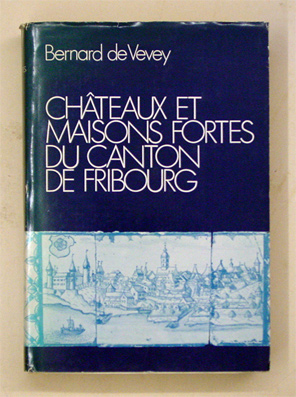 Bernard de Vevey
CHÂTEAUX ET
MAISONS FORTES
DU CANTON
DE FRIBOURG